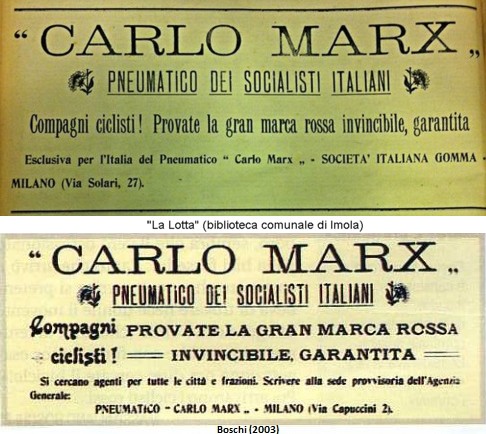 “ CARLO MARX „
PNEUMATICO DEI SOCIALISTI ITALIANI
Compagni ciclisti! Provate la gran marca rossa invincibile, garantita
Esclusiva per l'Italia del Pneumatico “ Carlo Marx „ - SOCIETA' ITALIANA GOMMA -
MILANO (Via Solari, 27).
"La Lotta" (biblioteca comunale di Imola)
“ CARLO MARX „
PNEUMATICO DEI SOCIALISTI ITALIANI
Compagni PROVATE LA GRAN MARCA ROSSA
ciclisti! INVINCIBILE, GARANTITA
Si cercano agenti per tutte le città e frazioni. Scrivere alla sede provvisoria dell'Agenzia
Generale:
PNEUMATICO “ CARLO MARX „ - MILANO (Via Capuccini 2).
Boschi (2003)